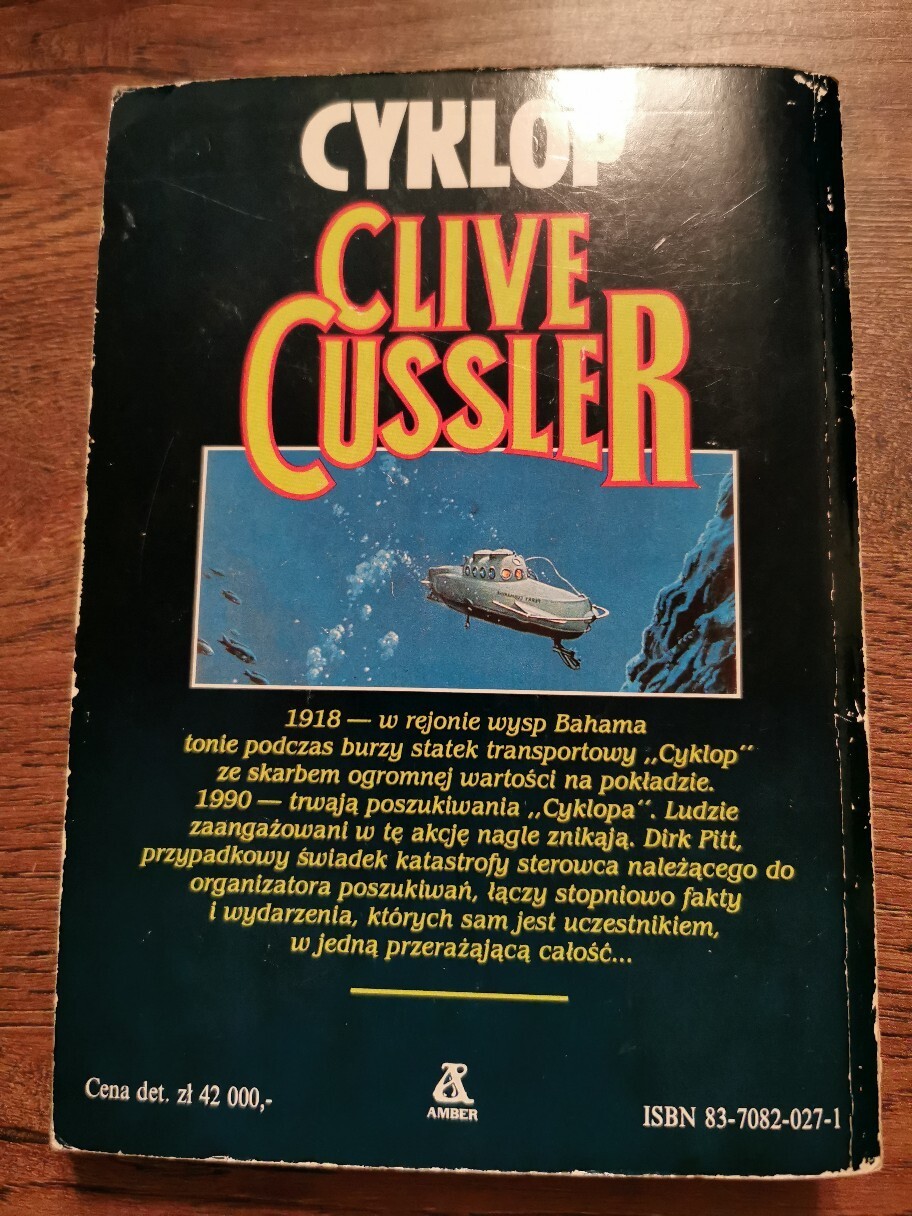 CYKLOP
CLIVE
CUSSLER
1918 — w rejonie wysp Bahama
tonie podczas burzy statek transportowy „Cyklop”
ze skarbem ogromnej wartości na pokładzie.
1990 — trwają poszukiwania „Cyklopa”. Ludzie
zaangażowani w tę akcję nagle znikają. Dirk Pitt,
przypadkowy świadek katastrofy sterowca należącego do
organizatora poszukiwań, łączy stopniowo fakty
i wydarzenia, których sam jest uczestnikiem,
w jedną przerażającą całość...
Cena det. zł 42 000,-
AMBER
ISBN 83-7082-027-1